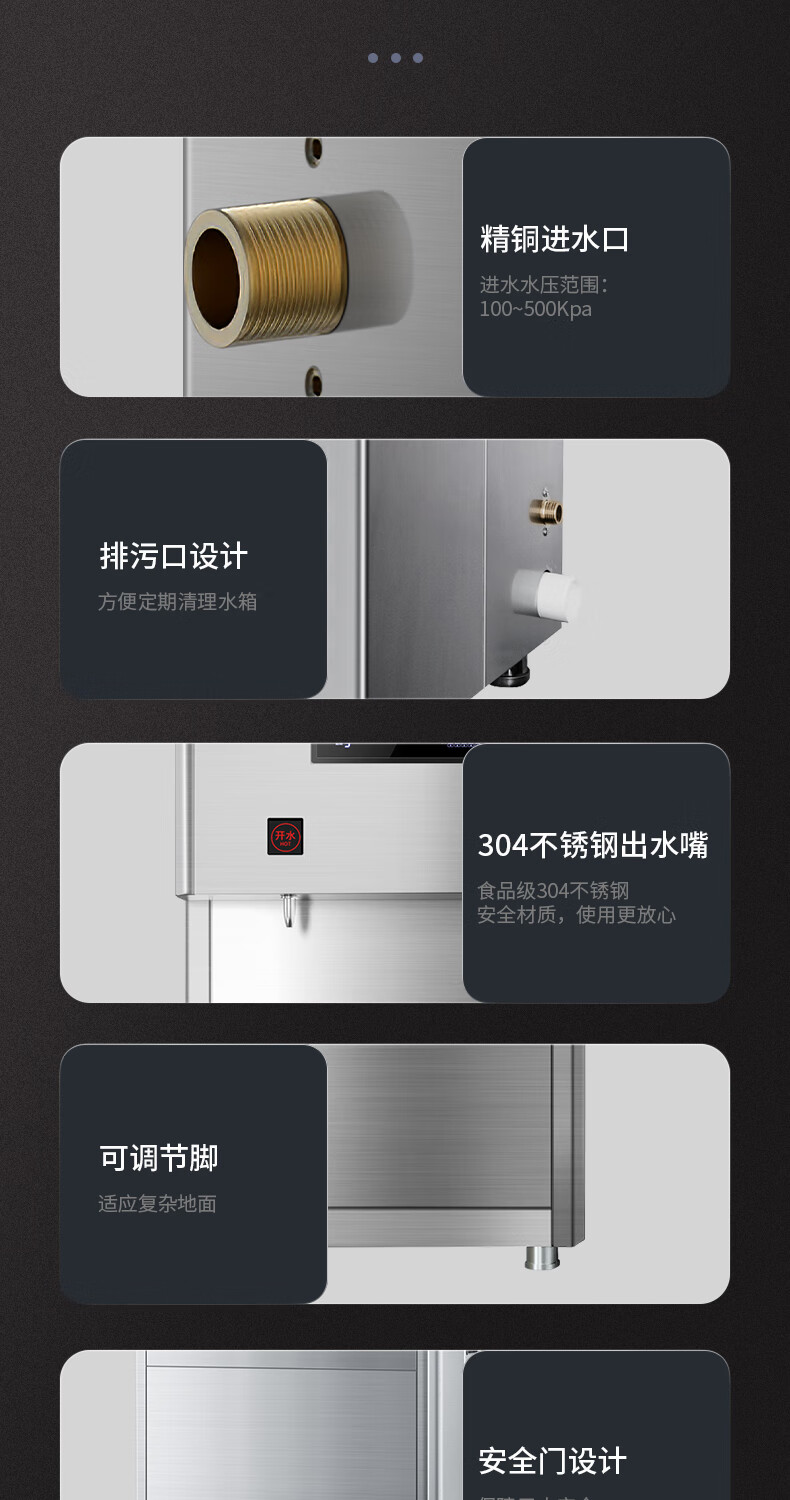 精铜进水口
进水水压范围：
100~500Kpa
排污口设计
方便定期清理水箱
开水
HOT
304不锈钢出水嘴
食品级304不锈钢
安全材质，使用更放心
可调节脚
适应复杂地面
安全门设计